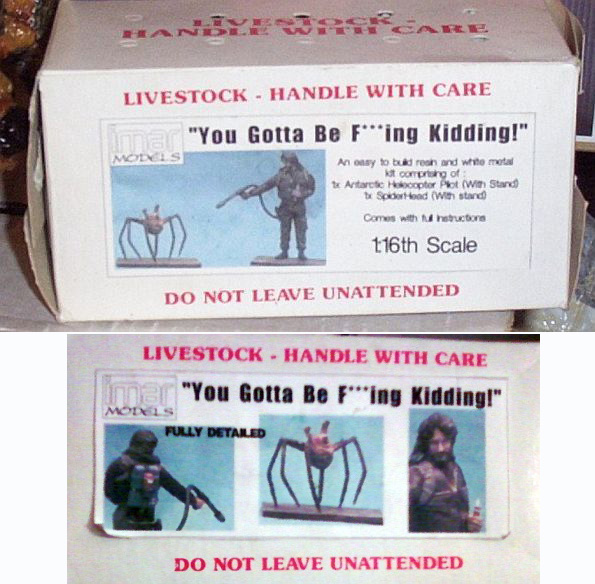 LIVESTOCK -
HANDLE WITH CARE
LIVESTOCK - HANDLE WITH CARE
imar
MODELS
"You Gotta Be F***ing Kidding!"
An easy to build resin and white metal
kit comprising of :
1x Antarctic Helecopter Pilot (With Stand)
1x SpiderHead (With stand)
Comes with full instructions
1:16th Scale
DO NOT LEAVE UNATTENDED
LIVESTOCK - HANDLE WITH CARE
imar
MODELS
"You Gotta Be F***ing Kidding!"
FULLY DETAILED
DO NOT LEAVE UNATTENDED